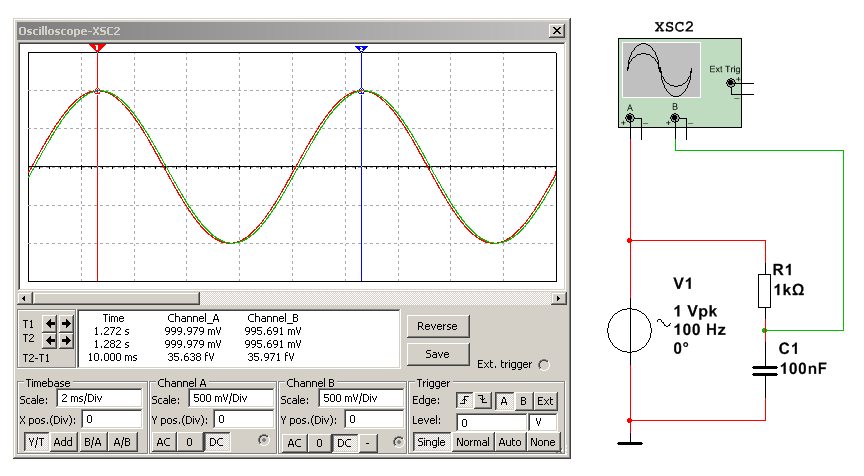 Oscilloscope-XSC2
1
2
T1
T2
T2-T1
Time Channel_A Channel_B
1.272 s 999.979 mV 995.691 mV
1.282 s 999.979 mV 995.691 mV
10.000 ms 35.638 fV 35.971 fV
Reverse
Save
Ext. trigger
Timebase
Scale: 2 ms/Div
X pos.(Div): 0
Y/T Add B/A A/B
Channel A
Scale: 500 mV/Div
Y pos.(Div): 0
AC 0 DC
Channel B
Scale: 500 mV/Div
Y pos.(Div): 0
AC 0 DC -
Trigger
Edge: A B Ext
Level: 0 V
Single Normal Auto None
XSC2
Ext Trig
+
-
A B
+ - + -
V1
1 Vpk
100 Hz
0°
R1
1kΩ
C1
100nF